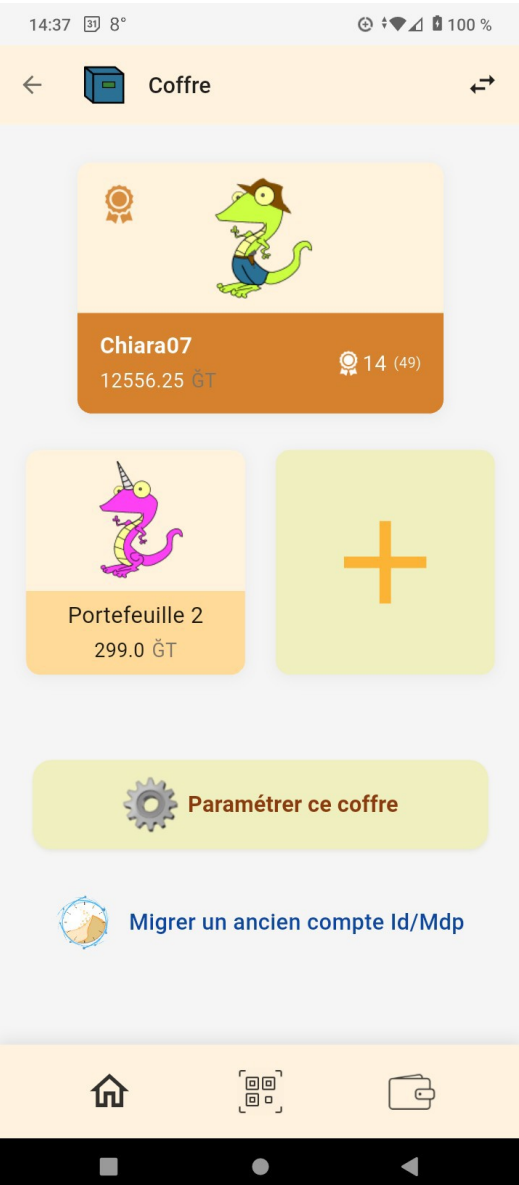 14:37 31 8° 100 %
Coffre
Chiara07
12556.25 ĞT
14 (49)
Portefeuille 2
299.0 ĞT
Paramétrer ce coffre
Migrer un ancien compte Id/Mdp